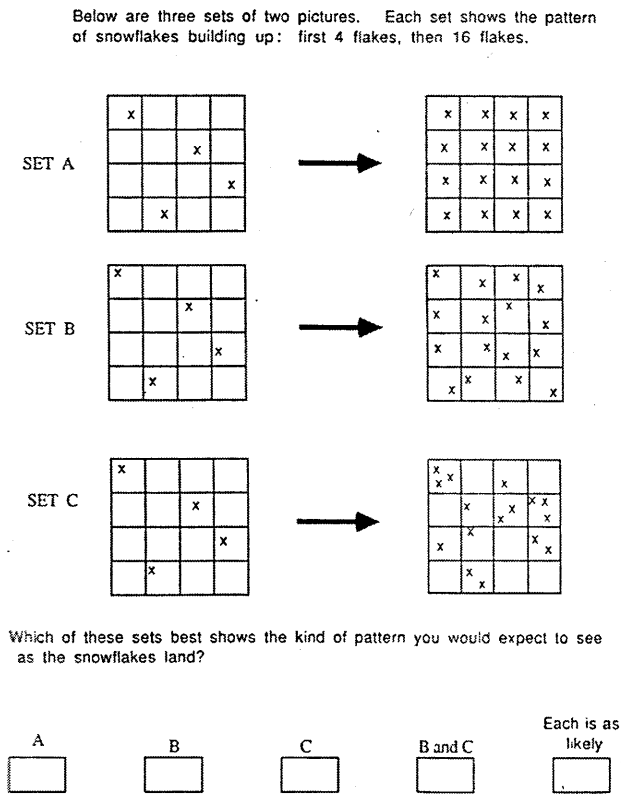 Below are three sets of two pictures. Each set shows the pattern
of snowflakes building up: first 4 flakes, then 16 flakes.
SET A
SET B
SET C
Which of these sets best shows the kind of pattern you would expect to see
as the snowflakes land?
A
B
C
B and C
Each is as
likely